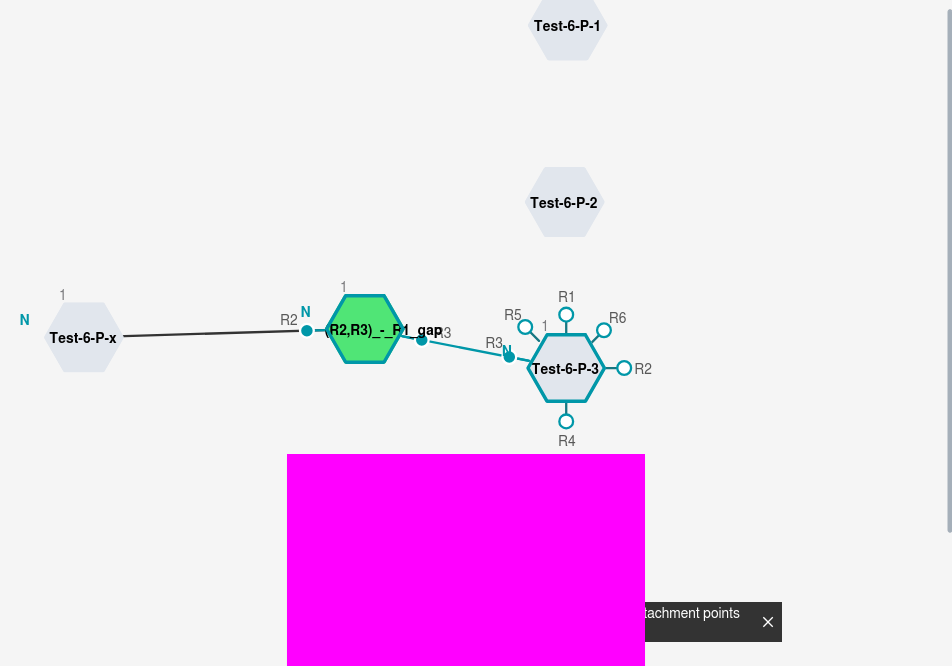 Test-6-P-1
Test-6-P-2
1
N
Test-6-P-x
R2
N
1
(R2,R3)_-_R1_gap
R3
R3
N
R5
1
R1
R6
R2
Test-6-P-3
R4
points